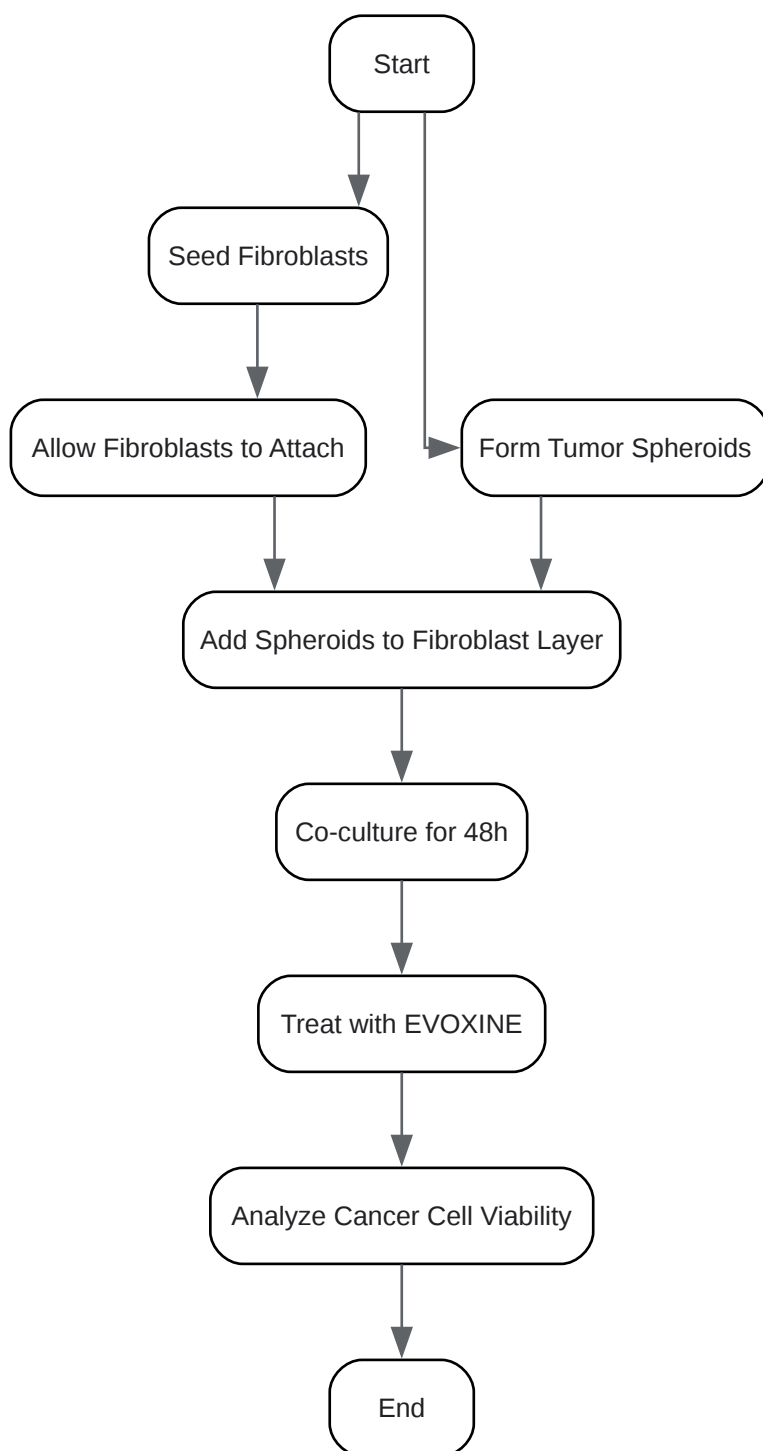 Start
Seed Fibroblasts
Allow Fibroblasts to Attach
Form Tumor Spheroids
Add Spheroids to Fibroblast Layer
Co-culture for 48h
Treat with EVOXINE
Analyze Cancer Cell Viability
End